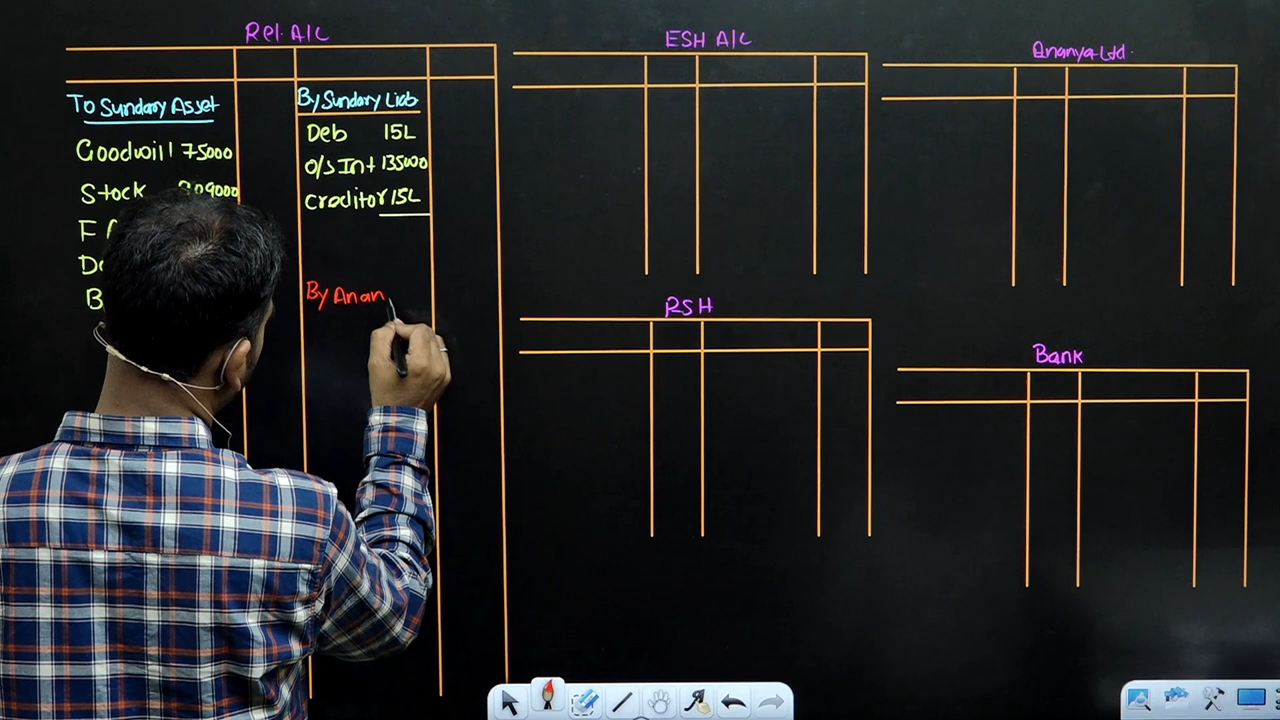 Rel. A/C
To Sundary Asset
Goodwill 75000
Stock
By Sundary Liab
Deb 15L
O/S Int 135000
Creditor 15L
By Anan
ESH A/C
Ananya Ltd.
RSH
Bank